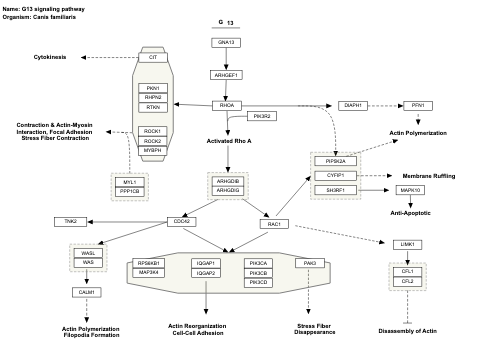 Name: G13 signaling pathway
Organism: Canis familiaris
G 13
GNA13
Cytokinesis
CIT
ARHGEF1
PKN1
RHPN2
RTKN
RHOA
DIAPH1
PFN1
PIK3R2
Contraction & Actin-Myosin
Interaction, Focal Adhesion
Stress Fiber Contraction
ROCK1
ROCK2
MYBPH
Activated Rho A
Actin Polymerization
PIP5K2A
CYFIP1
Membrane Ruffling
SH3RF1
MAPK10
MYL1
PPP1CB
ARHGDIB
ARHGDIG
Anti-Apoptic
TNK2
CDC42
RAC1
LIMK1
WASL
WAS
RPS6KB1
MAP3K4
IQGAP1
IQGAP2
PIK3CA
PIK3CB
PIK3CD
PAK3
CFL1
CFL2
CALM1
Actin Polymerization
Filopodia Formation
Actin Reorganization
Cell-Cell Adhesion
Stress Fiber
Disappearance
Disassembly of Actin